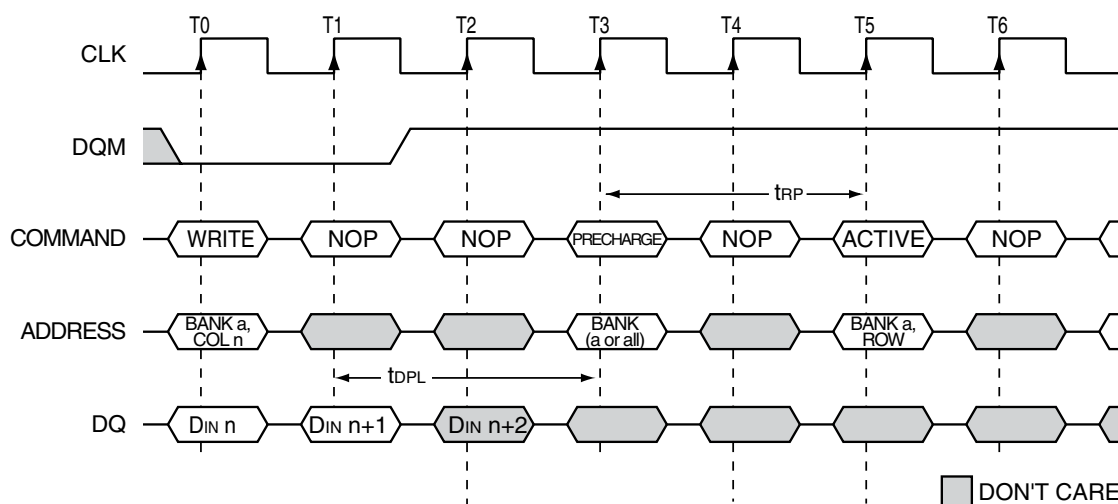 T0 T1 T2 T3 T4 T5 T6
CLK
DQM
tRP
COMMAND WRITE NOP NOP PRECHARGE NOP ACTIVE NOP
ADDRESS BANK a, COL n BANK (a or all) BANK a, ROW
tDPL
DQ DIN n DIN n+1 DIN n+2
DON'T CARE